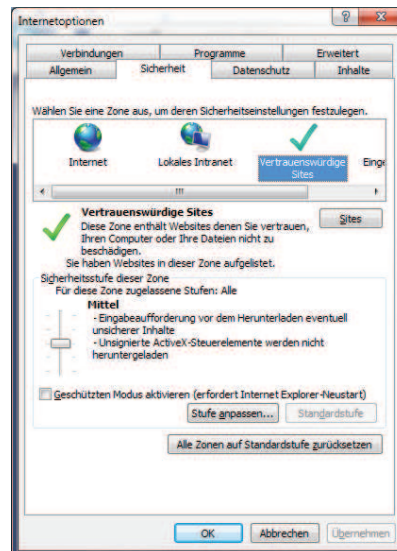 Internetoptionen
Verbindungen Programme Erweitert
Allgemein Sicherheit Datenschutz Inhalte
Wählen Sie eine Zone aus, um deren Sicherheitseinstellungen festzulegen.
Internet Lokales Intranet Vertrauenswürdige Sites Einge
Vertrauenswürdige Sites
Sites
Diese Zone enthält Websites denen Sie vertrauen,
Ihren Computer oder Ihre Dateien nicht zu
beschädigen.
Sie haben Websites in dieser Zone aufgelistet.
Sicherheitsstufe dieser Zone
Für diese Zone zugelassene Stufen: Alle
Mittel
- Eingabeaufforderung vor dem Herunterladen eventuell
unsicherer Inhalte
- Unsignierte ActiveX-Steuerelemente werden nicht
heruntergeladen
Geschützten Modus aktivieren (erfordert Internet Explorer-Neustart)
Stufe anpassen... Standardstufe
Alle Zonen auf Standardstufe zurücksetzen
OK Abbrechen Übernehmen